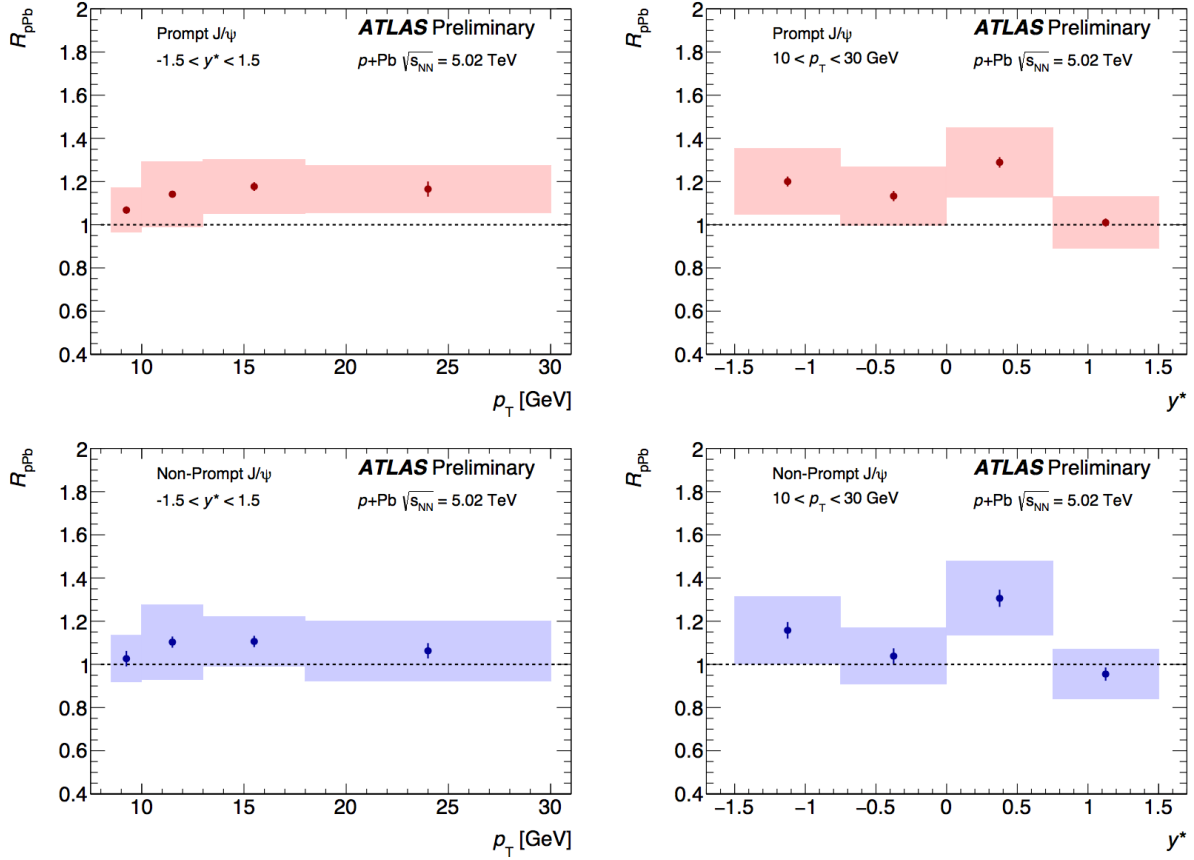 R_pPb
2
1.8
1.6
1.4
1.2
1
0.8
0.6
0.4
Prompt J/ψ
-1.5 < y* < 1.5
ATLAS Preliminary
p+Pb √s_NN = 5.02 TeV
10 15 20 25 30
p_T [GeV]
R_pPb
2
1.8
1.6
1.4
1.2
1
0.8
0.6
0.4
Prompt J/ψ
10 < p_T < 30 GeV
ATLAS Preliminary
p+Pb √s_NN = 5.02 TeV
−1.5 −1 −0.5 0 0.5 1 1.5
y*
R_pPb
2
1.8
1.6
1.4
1.2
1
0.8
0.6
0.4
Non-Prompt J/ψ
-1.5 < y* < 1.5
ATLAS Preliminary
p+Pb √s_NN = 5.02 TeV
10 15 20 25 30
p_T [GeV]
R_pPb
2
1.8
1.6
1.4
1.2
1
0.8
0.6
0.4
Non-Prompt J/ψ
10 < p_T < 30 GeV
ATLAS Preliminary
p+Pb √s_NN = 5.02 TeV
−1.5 −1 −0.5 0 0.5 1 1.5
y*